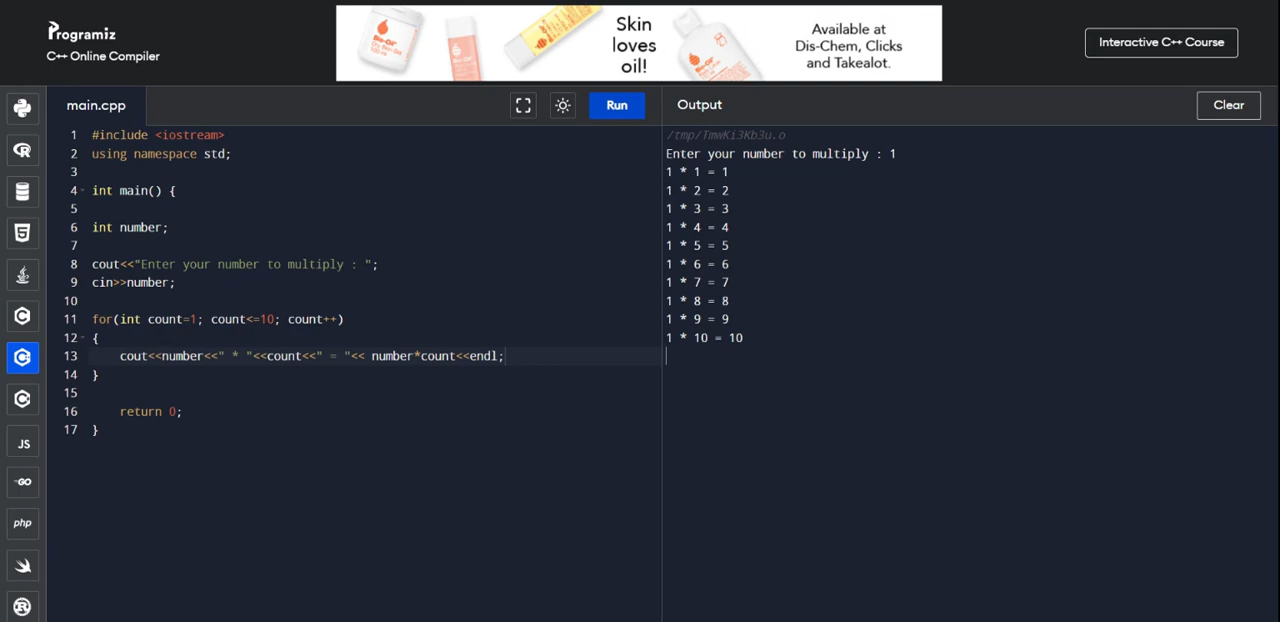 Programiz
C++ Online Compiler
Skin
loves
oil!
Available at
Dis-Chem, Clicks
and Takealot.
Interactive C++ Course
main.cpp
Run
Output
Clear
1 #include <iostream>
2 using namespace std;
3
4 int main() {
5
6 int number;
7
8 cout<<"Enter your number to multiply : ";
9 cin>>number;
10
11 for(int count=1; count<=10; count++)
12 {
13     cout<<number<<" * "<<count<<" = "<< number*count<<endl;
14 }
15
16     return 0;
17 }
/tmp/TmwKi3Kb3u.o
Enter your number to multiply : 1
1 * 1 = 1
1 * 2 = 2
1 * 3 = 3
1 * 4 = 4
1 * 5 = 5
1 * 6 = 6
1 * 7 = 7
1 * 8 = 8
1 * 9 = 9
1 * 10 = 10
JS
GO
php